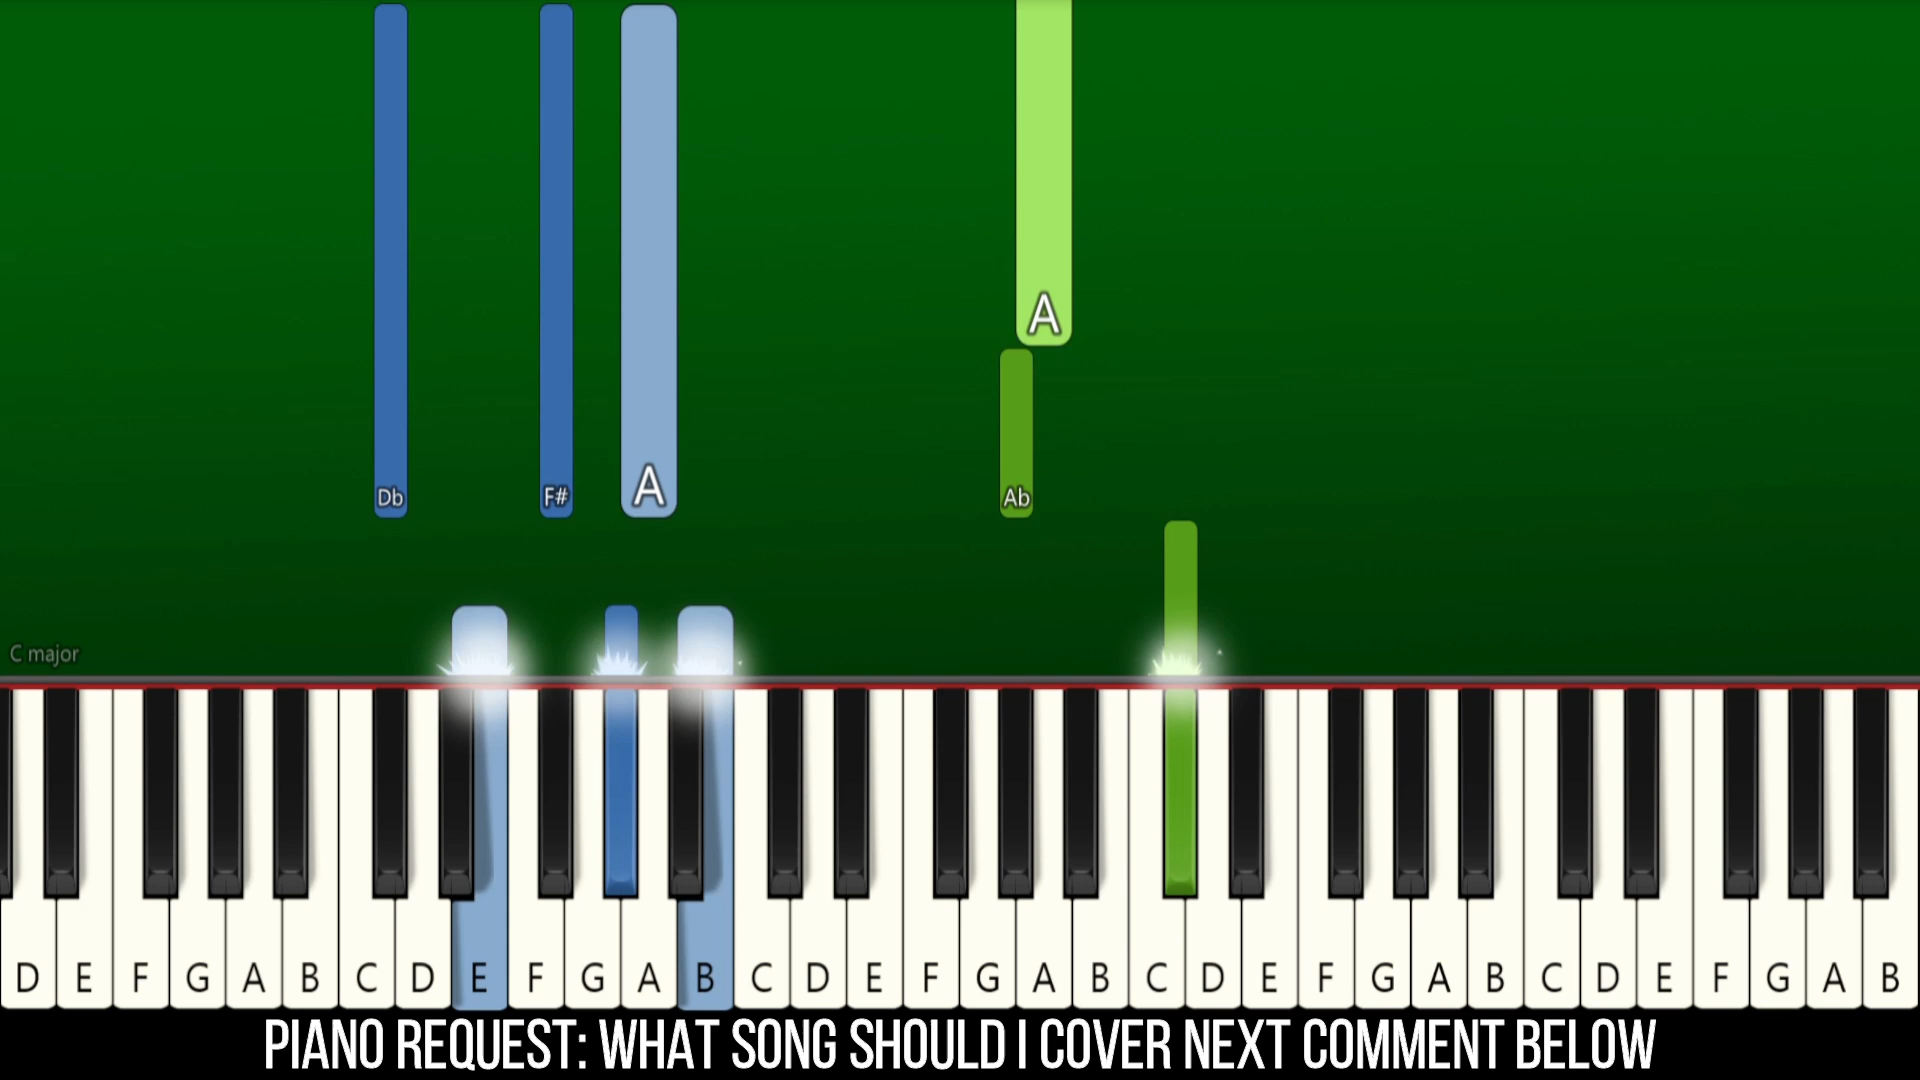 A
A
Db
F#
Ab
C major
D E F G A B C D E F G A B C D E F G A B C D E F G A B C D E F G A B
PIANO REQUEST: WHAT SONG SHOULD I COVER NEXT COMMENT BELOW